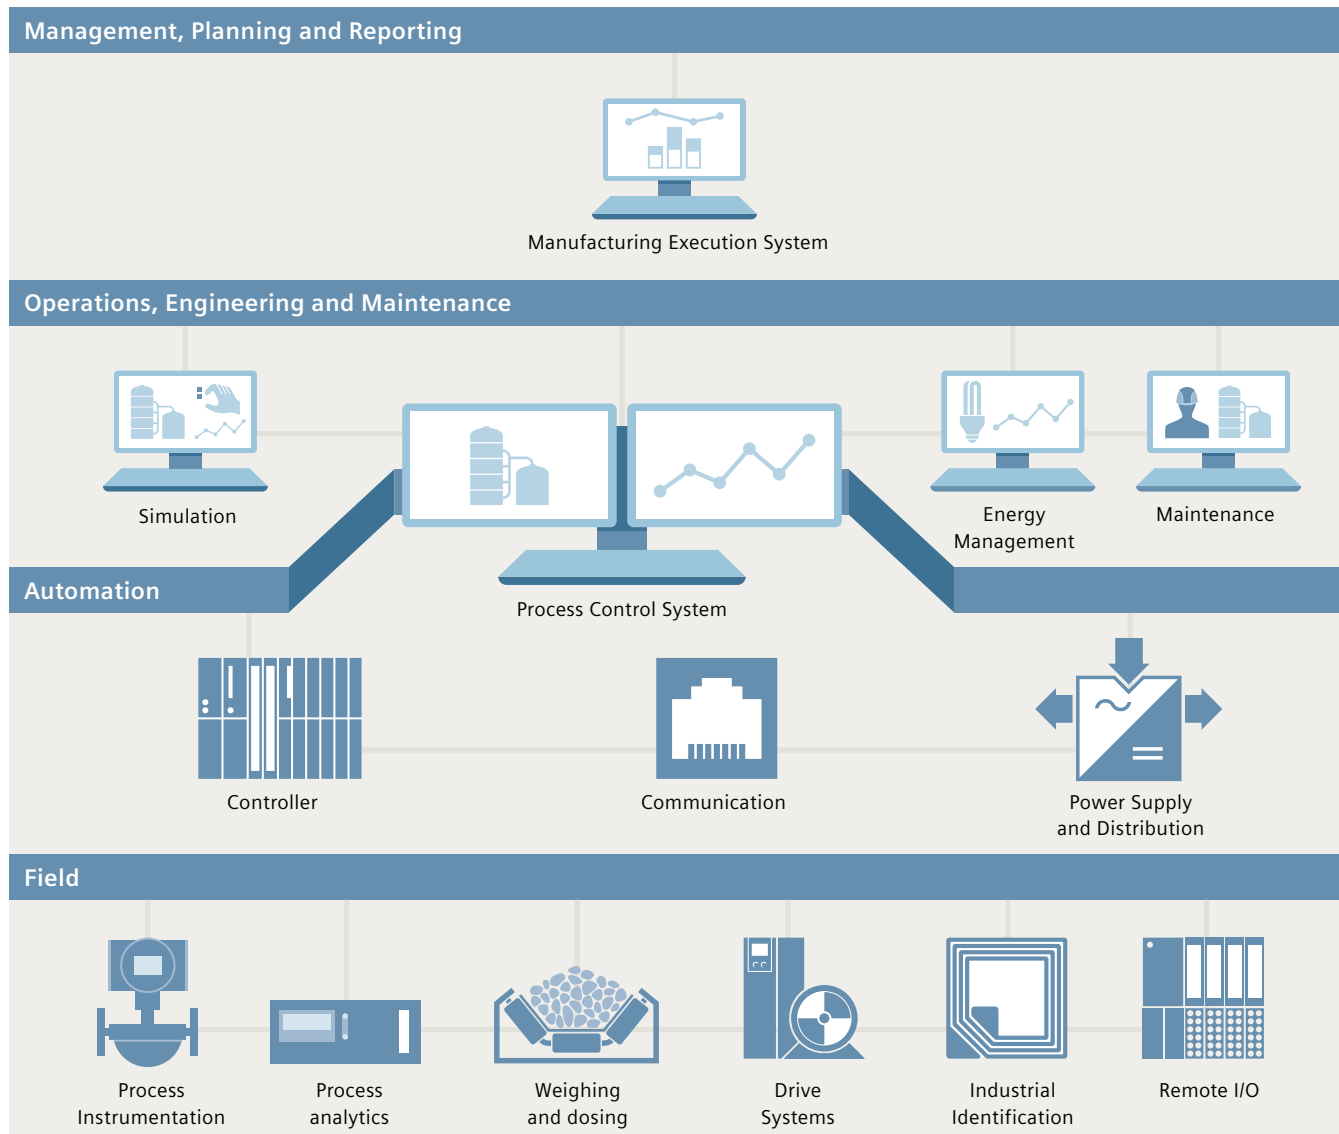 Management, Planning and Reporting
Manufacturing Execution System
Operations, Engineering and Maintenance
Simulation
Process Control System
Energy
Management
Maintenance
Automation
Controller
Communication
Power Supply
and Distribution
Field
Process
Instrumentation
Process
analytics
Weighing
and dosing
Drive
Systems
Industrial
Identification
Remote I/O